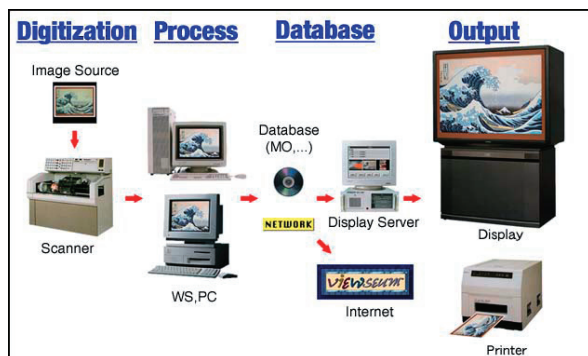 Digitization
Process
Database
Output
Image Source
Scanner
WS,PC
Database
(MO,...)
NETWORK
Display Server
viewseum
Internet
Display
Printer